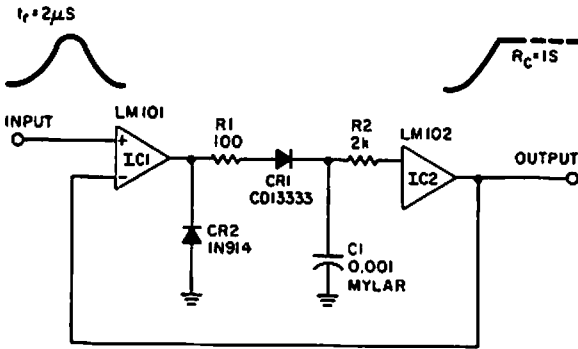 tr=2μS
RC=1S
INPUT
LM101
+
-
IC1
R1
100
CR1
CD13333
R2
2k
LM102
IC2
OUTPUT
CR2
1N914
C1
0.001
MYLAR